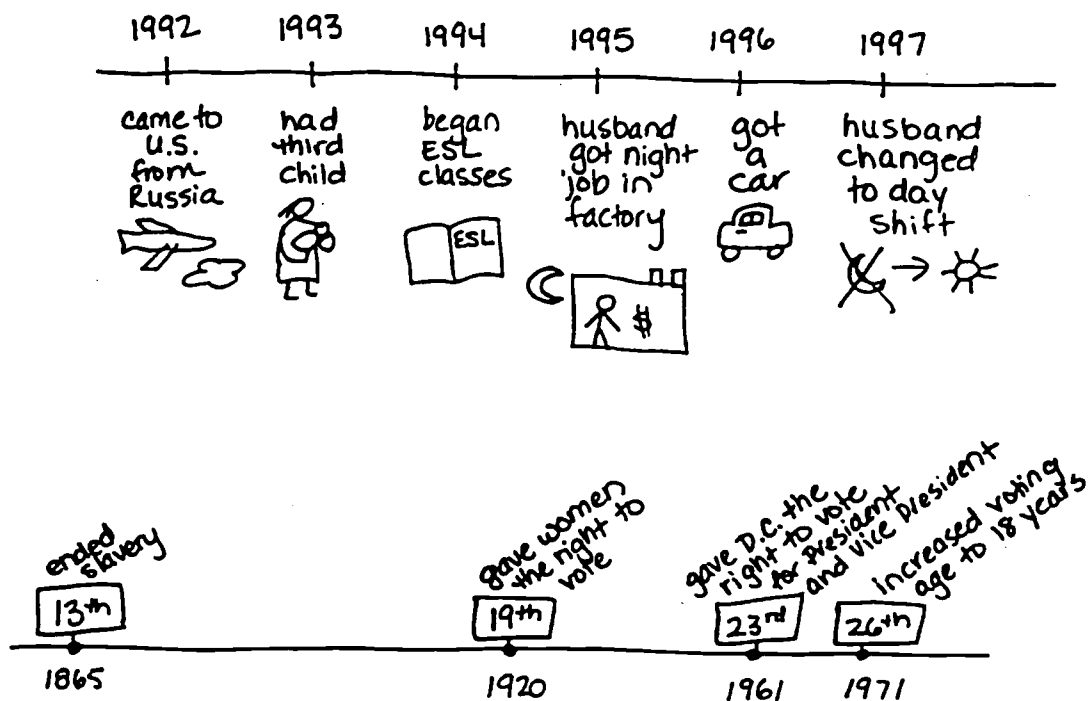 1992 1993 1994 1995 1996 1997
came to
U.S.
from
Russia
had
third
child
began
ESL
classes
ESL
husband
got night
job in
factory
$
got
a
car
husband
changed
to day
shift
ended
slavery
13th
1865
gave women
the right to
vote
19th
1920
gave D.C. the
right to vote
for President
and Vice President
23rd
1961
increased voting
age to 18 years
26th
1971